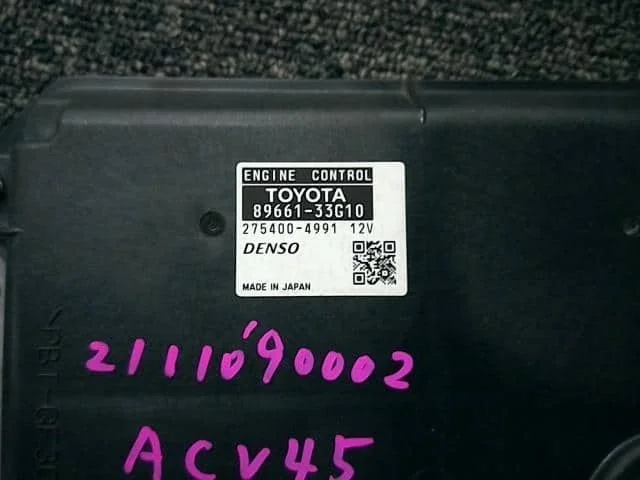 ENGINE CONTROL
TOYOTA
89661-33G10
275400-4991 12V
DENSO
MADE IN JAPAN
2111090002
ACV45